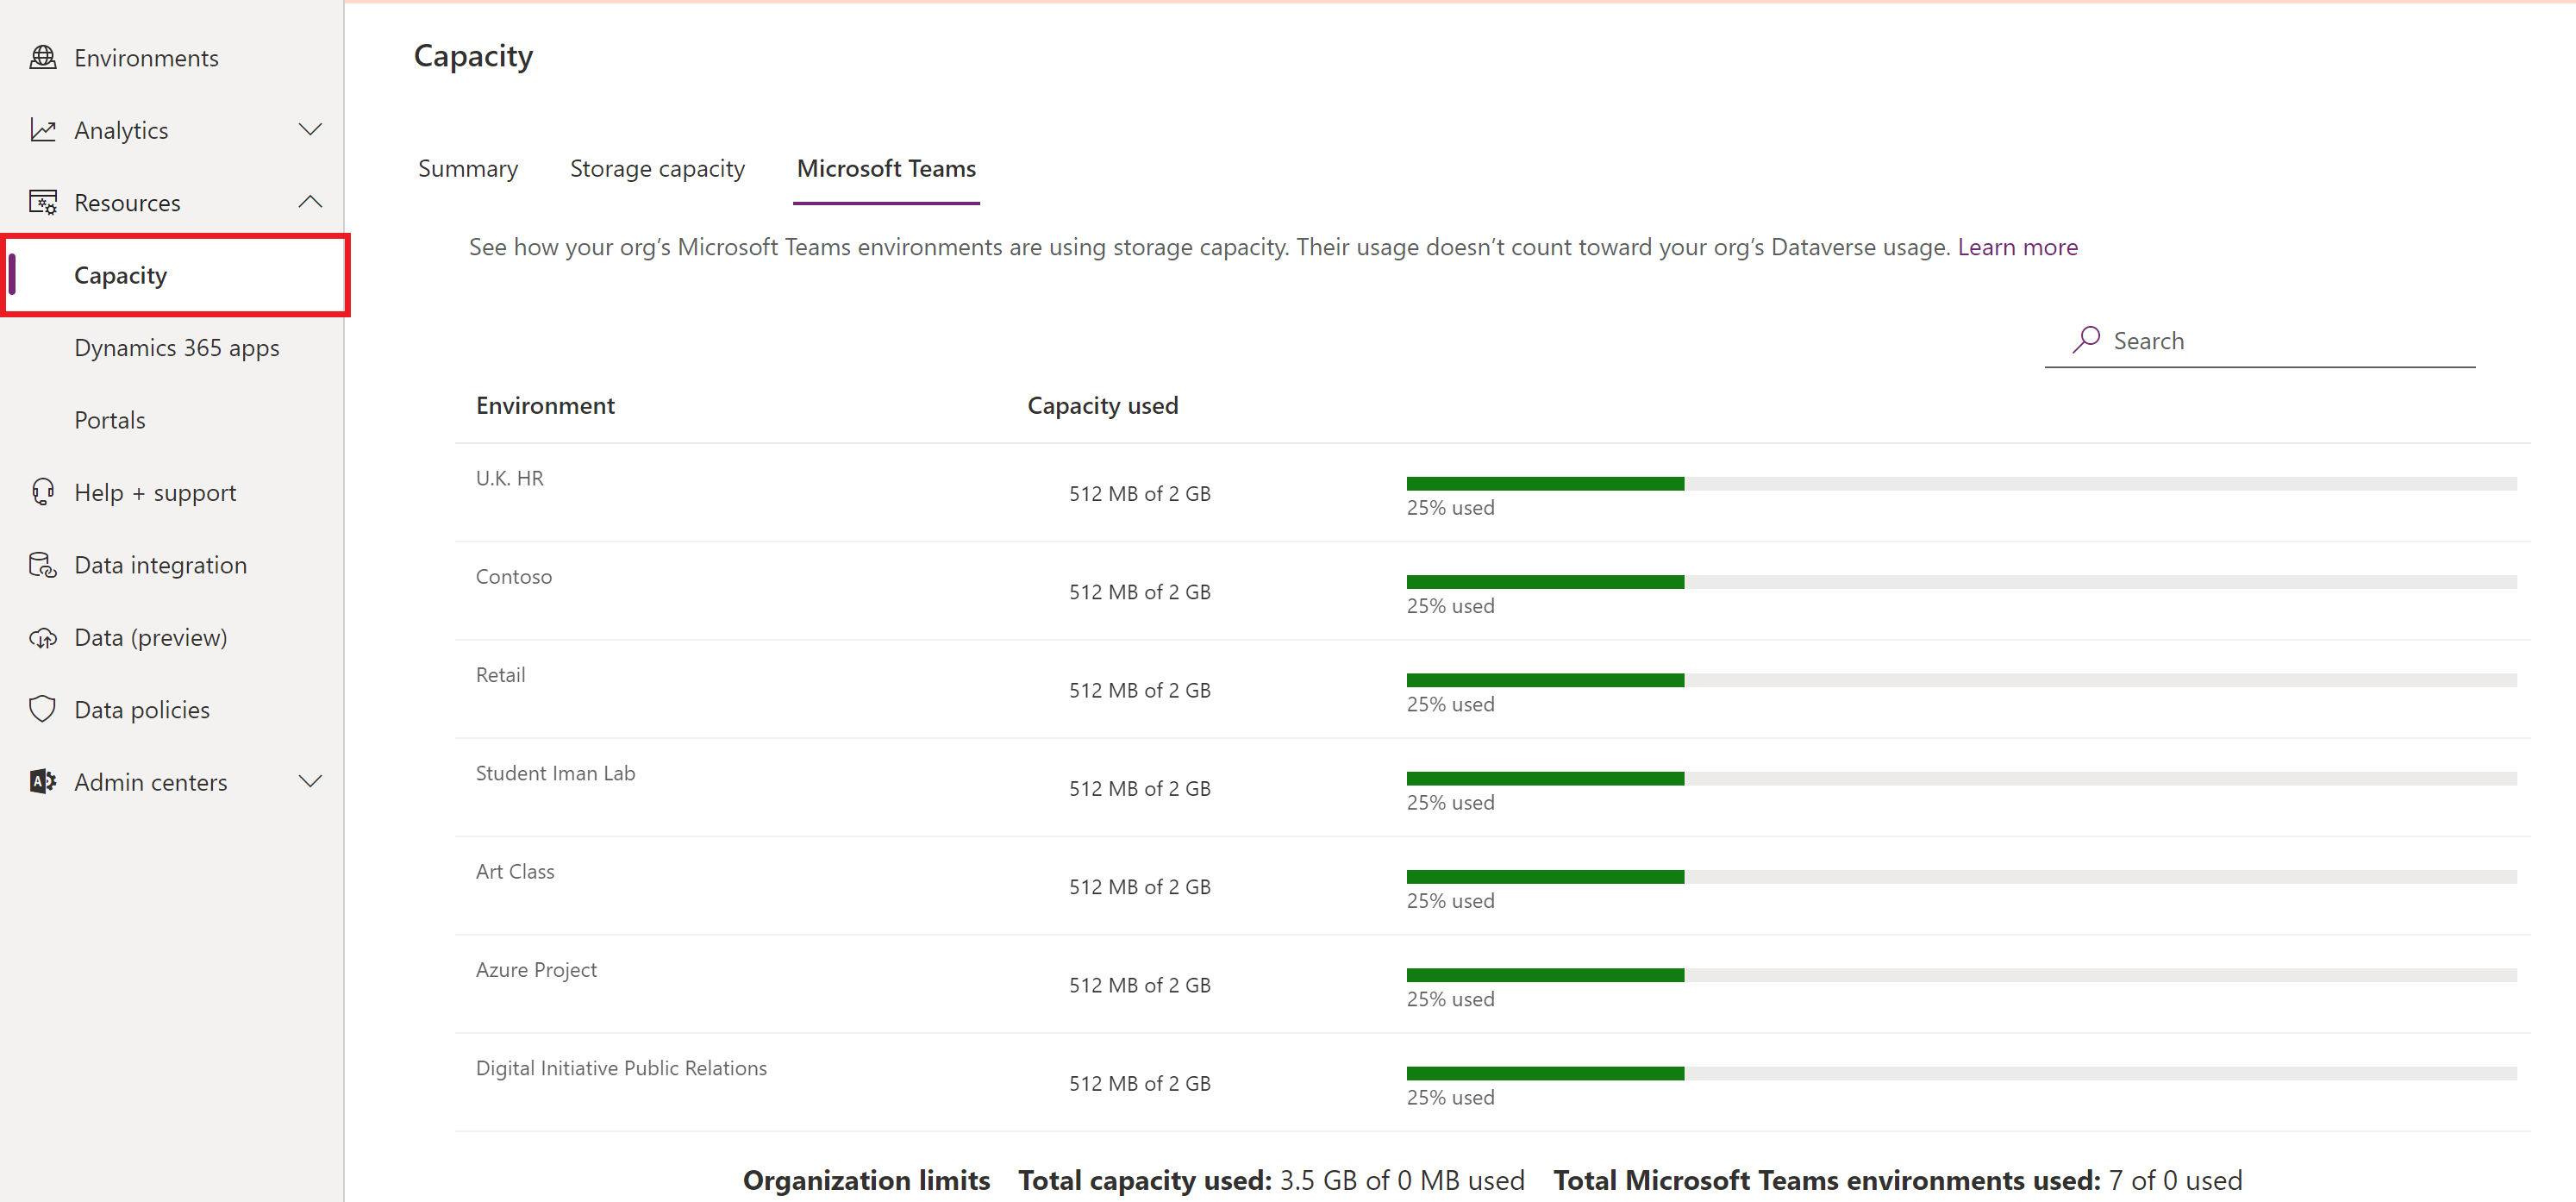 Environments
Analytics
Resources
Capacity
Dynamics 365 apps
Portals
Help + support
Data integration
Data (preview)
Data policies
Admin centers
Capacity
Summary Storage capacity Microsoft Teams
See how your org’s Microsoft Teams environments are using storage capacity. Their usage doesn’t count toward your org’s Dataverse usage. Learn more
Search
Environment Capacity used
U.K. HR
512 MB of 2 GB
25% used
Contoso
512 MB of 2 GB
25% used
Retail
512 MB of 2 GB
25% used
Student Iman Lab
512 MB of 2 GB
25% used
Art Class
512 MB of 2 GB
25% used
Azure Project
512 MB of 2 GB
25% used
Digital Initiative Public Relations
512 MB of 2 GB
25% used
Organization limits Total capacity used: 3.5 GB of 0 MB used Total Microsoft Teams environments used: 7 of 0 used